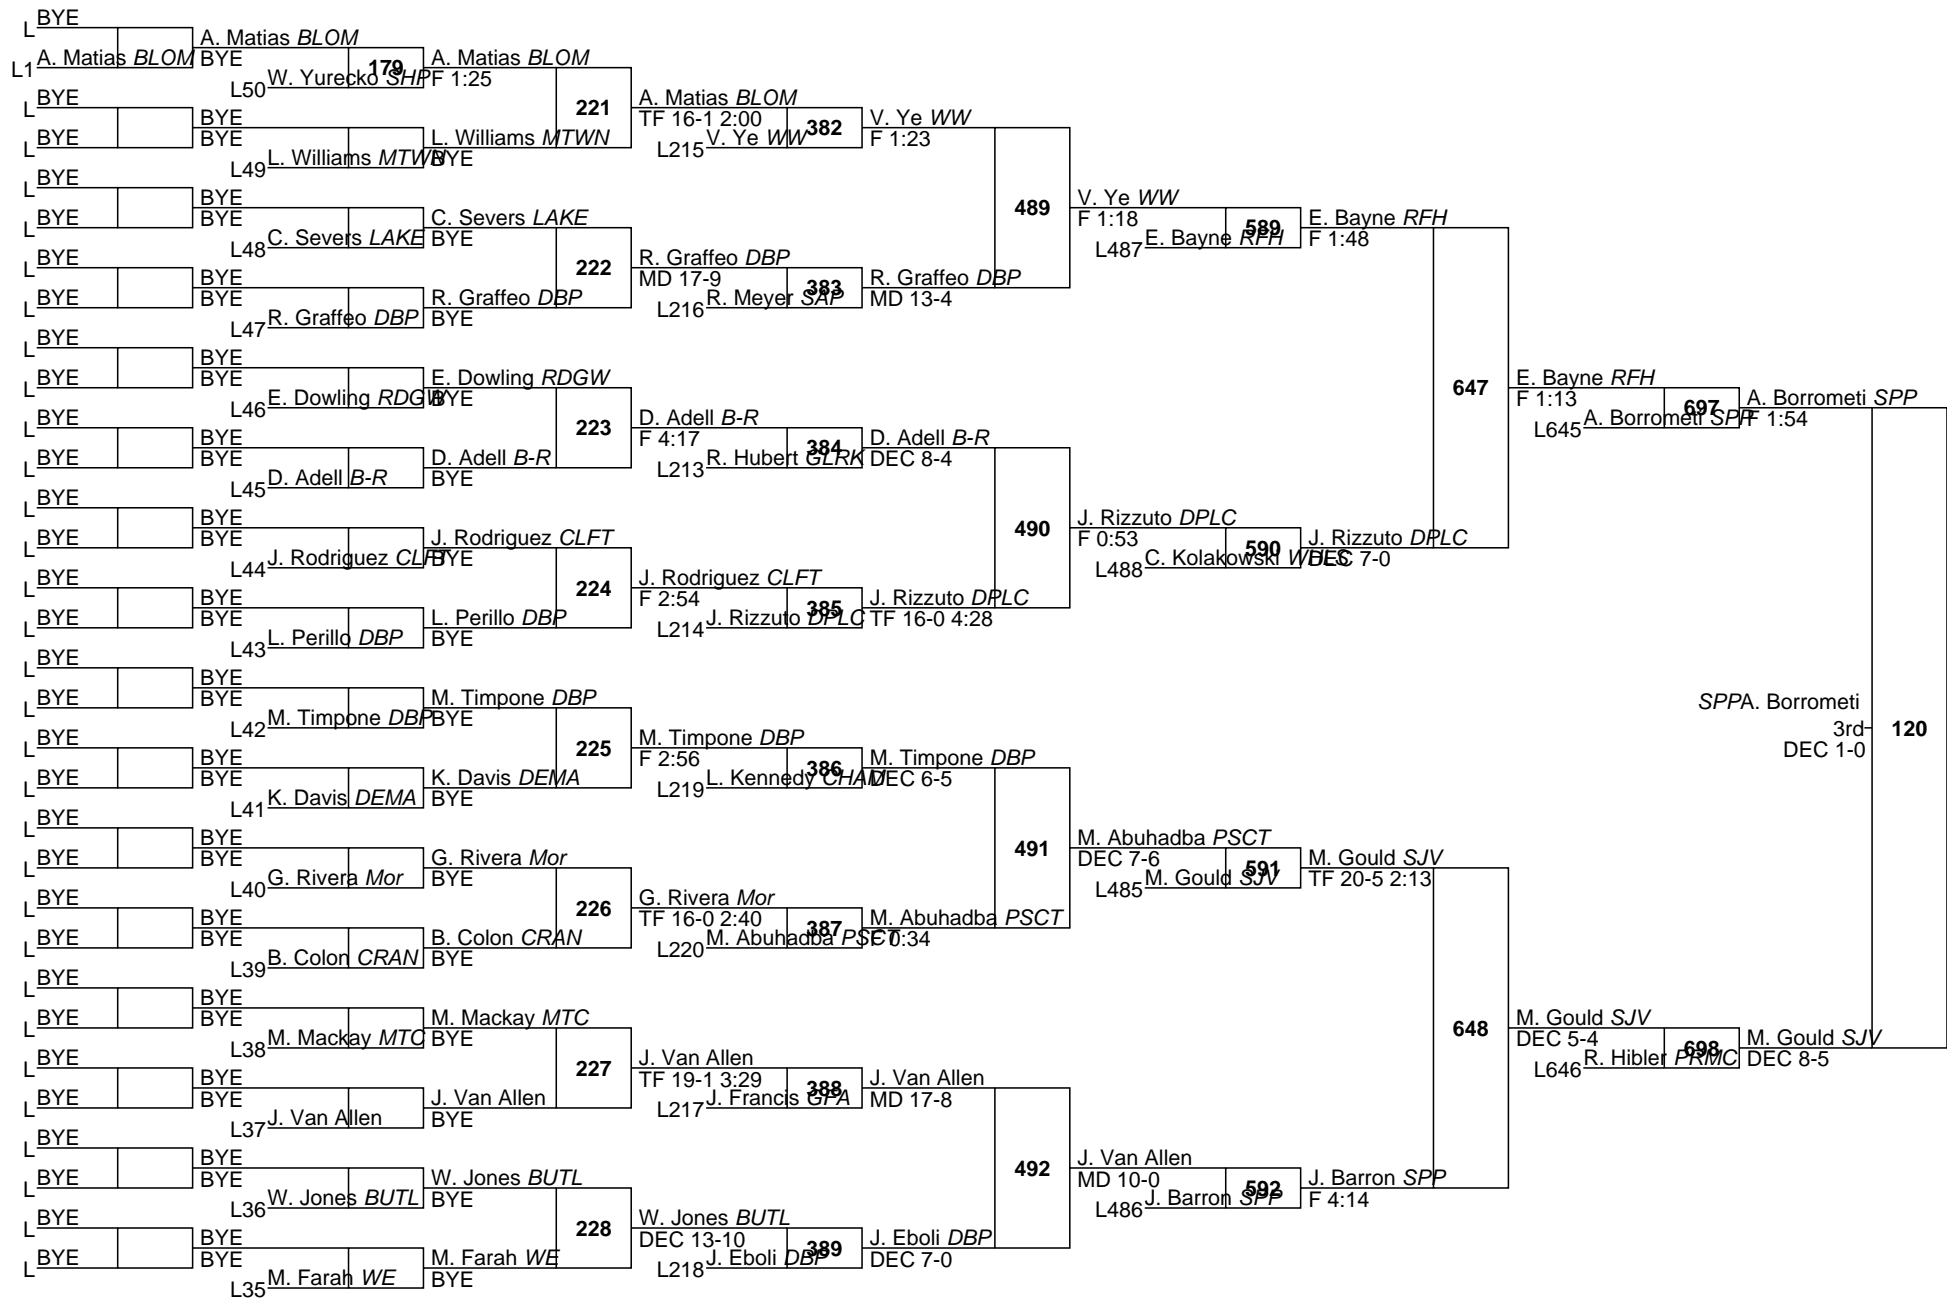 BYE
L
A. Matias BLOM
L1 A. Matias BLOM BYE
179
A. Matias BLOM
L50 W. Yurecko SHP F 1:25
BYE
L
221
A. Matias BLOM
TF 16-1 2:00
382
V. Ye WW
BYE
BYE
L
BYE
L. Williams MTWN
L215 V. Ye WW
F 1:23
L49 L. Williams MTWN BYE
BYE
L
489
V. Ye WW
BYE
BYE
L
BYE
C. Severs LAKE
F 1:18
589
E. Bayne RFH
L48 C. Severs LAKE BYE
L487 E. Bayne RFH
F 1:48
BYE
L
222
R. Graffeo DBP
MD 17-9
383
R. Graffeo DBP
BYE
BYE
L
BYE
R. Graffeo DBP
L216 R. Meyer SAP
MD 13-4
L47 R. Graffeo DBP BYE
BYE
L
BYE
BYE
L
BYE
E. Dowling RDGW
647
E. Bayne RFH
F 1:13
697
A. Borrometi SPP
L46 E. Dowling RDGW BYE
L645 A. Borrometi SPP F 1:54
BYE
L
223
D. Adell B-R
F 4:17
384
D. Adell B-R
BYE
BYE
L
BYE
D. Adell B-R
L213 R. Hubert GLRK DEC 8-4
L45 D. Adell B-R BYE
BYE
L
490
J. Rizzuto DPLC
BYE
BYE
L
BYE
J. Rodriguez CLFT
F 0:53
590
J. Rizzuto DPLC
L44 J. Rodriguez CLFT BYE
L488 C. Kolakowski WHLS DEC 7-0
BYE
L
224
J. Rodriguez CLFT
F 2:54
385
J. Rizzuto DPLC
BYE
BYE
L
BYE
L. Perillo DBP
L214 J. Rizzuto DPLC TF 16-0 4:28
L43 L. Perillo DBP BYE
BYE
L
BYE
BYE
L
BYE
M. Timpone DBP
SPPA. Borrometi
L42 M. Timpone DBP BYE
3rd
120
DEC 1-0
BYE
L
225
M. Timpone DBP
F 2:56
386
M. Timpone DBP
BYE
BYE
L
BYE
K. Davis DEMA
L219 L. Kennedy CHAM DEC 6-5
L41 K. Davis DEMA BYE
BYE
L
491
M. Abuhadba PSCT
BYE
BYE
L
BYE
G. Rivera Mor
DEC 7-6
591
M. Gould SJV
L40 G. Rivera Mor BYE
L485 M. Gould SJV
TF 20-5 2:13
BYE
L
226
G. Rivera Mor
TF 16-0 2:40
387
M. Abuhadba PSCT
BYE
BYE
L
BYE
B. Colon CRAN
L220 M. Abuhadba PSCT F 0:34
L39 B. Colon CRAN BYE
BYE
L
BYE
BYE
L
BYE
M. Mackay MTC
648
M. Gould SJV
DEC 5-4
698
M. Gould SJV
L38 M. Mackay MTC BYE
L646 R. Hibler PRMC DEC 8-5
BYE
L
227
J. Van Allen
TF 19-1 3:29
388
J. Van Allen
BYE
BYE
L
BYE
J. Van Allen
L217 J. Francis GFA
MD 17-8
L37 J. Van Allen BYE
BYE
L
492
J. Van Allen
BYE
BYE
L
BYE
W. Jones BUTL
MD 10-0
592
J. Barron SPP
L36 W. Jones BUTL BYE
L486 J. Barron SPP
F 4:14
BYE
L
228
W. Jones BUTL
DEC 13-10
389
J. Eboli DBP
BYE
BYE
L
BYE
M. Farah WE
L218 J. Eboli DBP
DEC 7-0
L35 M. Farah WE BYE